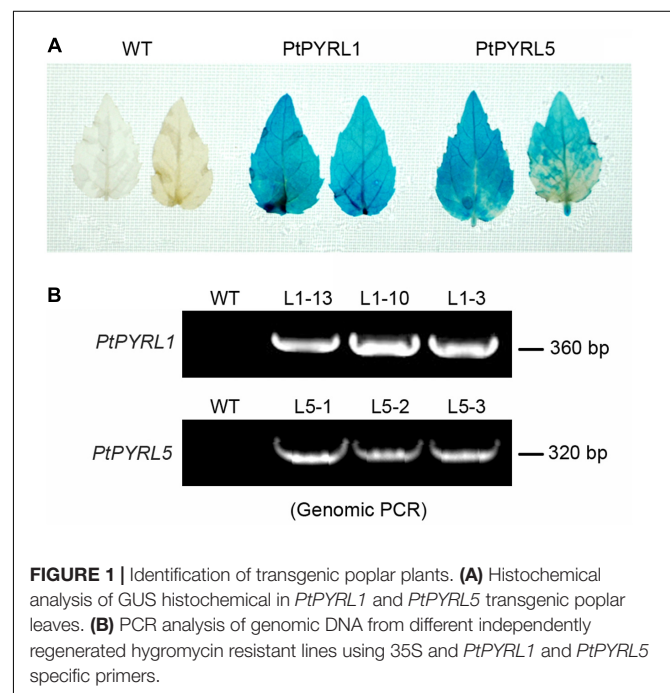 A
WT PtPYRL1 PtPYRL5
B
WT L1-13 L1-10 L1-3
PtPYRL1 360 bp
WT L5-1 L5-2 L5-3
PtPYRL5 320 bp
(Genomic PCR)
FIGURE 1 | Identification of transgenic poplar plants. (A) Histochemical
analysis of GUS histochemical in PtPYRL1 and PtPYRL5 transgenic poplar
leaves. (B) PCR analysis of genomic DNA from different independently
regenerated hygromycin resistant lines using 35S and PtPYRL1 and PtPYRL5
specific primers.